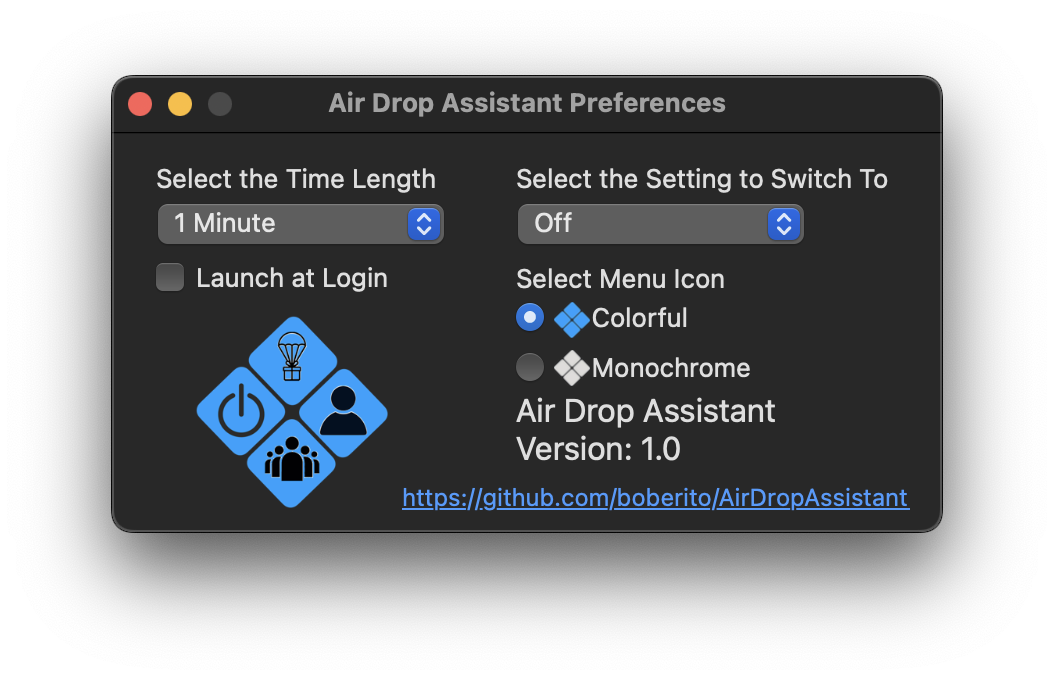 Air Drop Assistant Preferences
Select the Time Length
1 Minute
Launch at Login
Select the Setting to Switch To
Off
Select Menu Icon
Colorful
Monochrome
Air Drop Assistant
Version: 1.0
https://github.com/boberito/AirDropAssistant